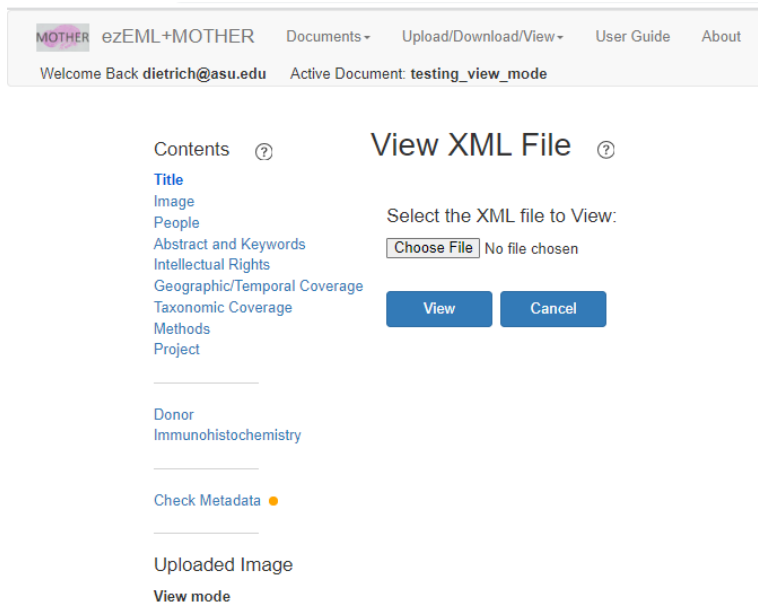 MOTHER ezEML+MOTHER Documents Upload/Download/View User Guide About
Welcome Back dietrich@asu.edu Active Document: testing_view_mode
Contents ?
Title
Image
People
Abstract and Keywords
Intellectual Rights
Geographic/Temporal Coverage
Taxonomic Coverage
Methods
Project
Donor
Immunohistochemistry
Check Metadata
Uploaded Image
View mode
View XML File ?
Select the XML file to View:
Choose File No file chosen
View Cancel